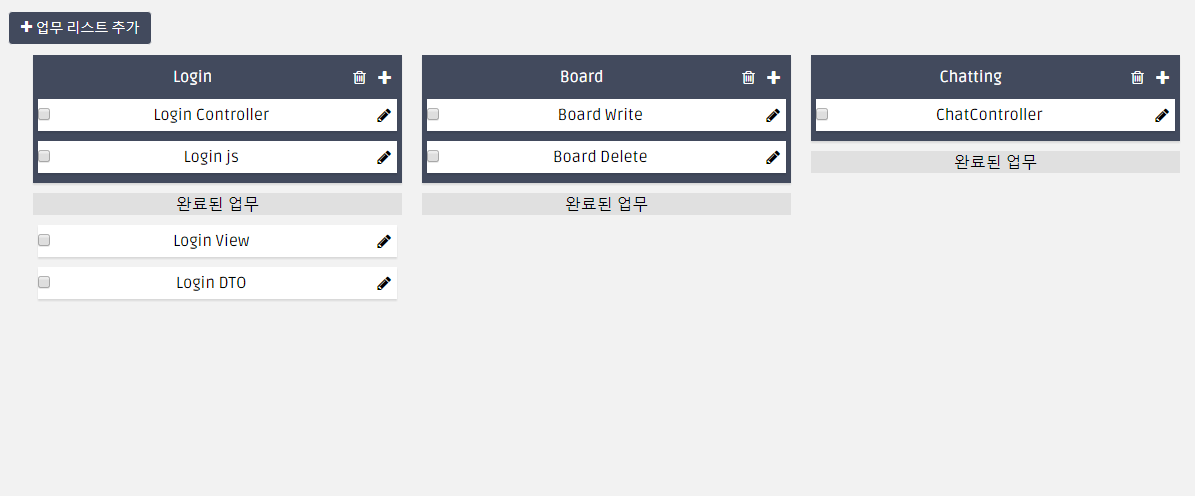 업무 리스트 추가
Login
Login Controller
Login js
완료된 업무
Login View
Login DTO
Board
Board Write
Board Delete
완료된 업무
Chatting
ChatController
완료된 업무